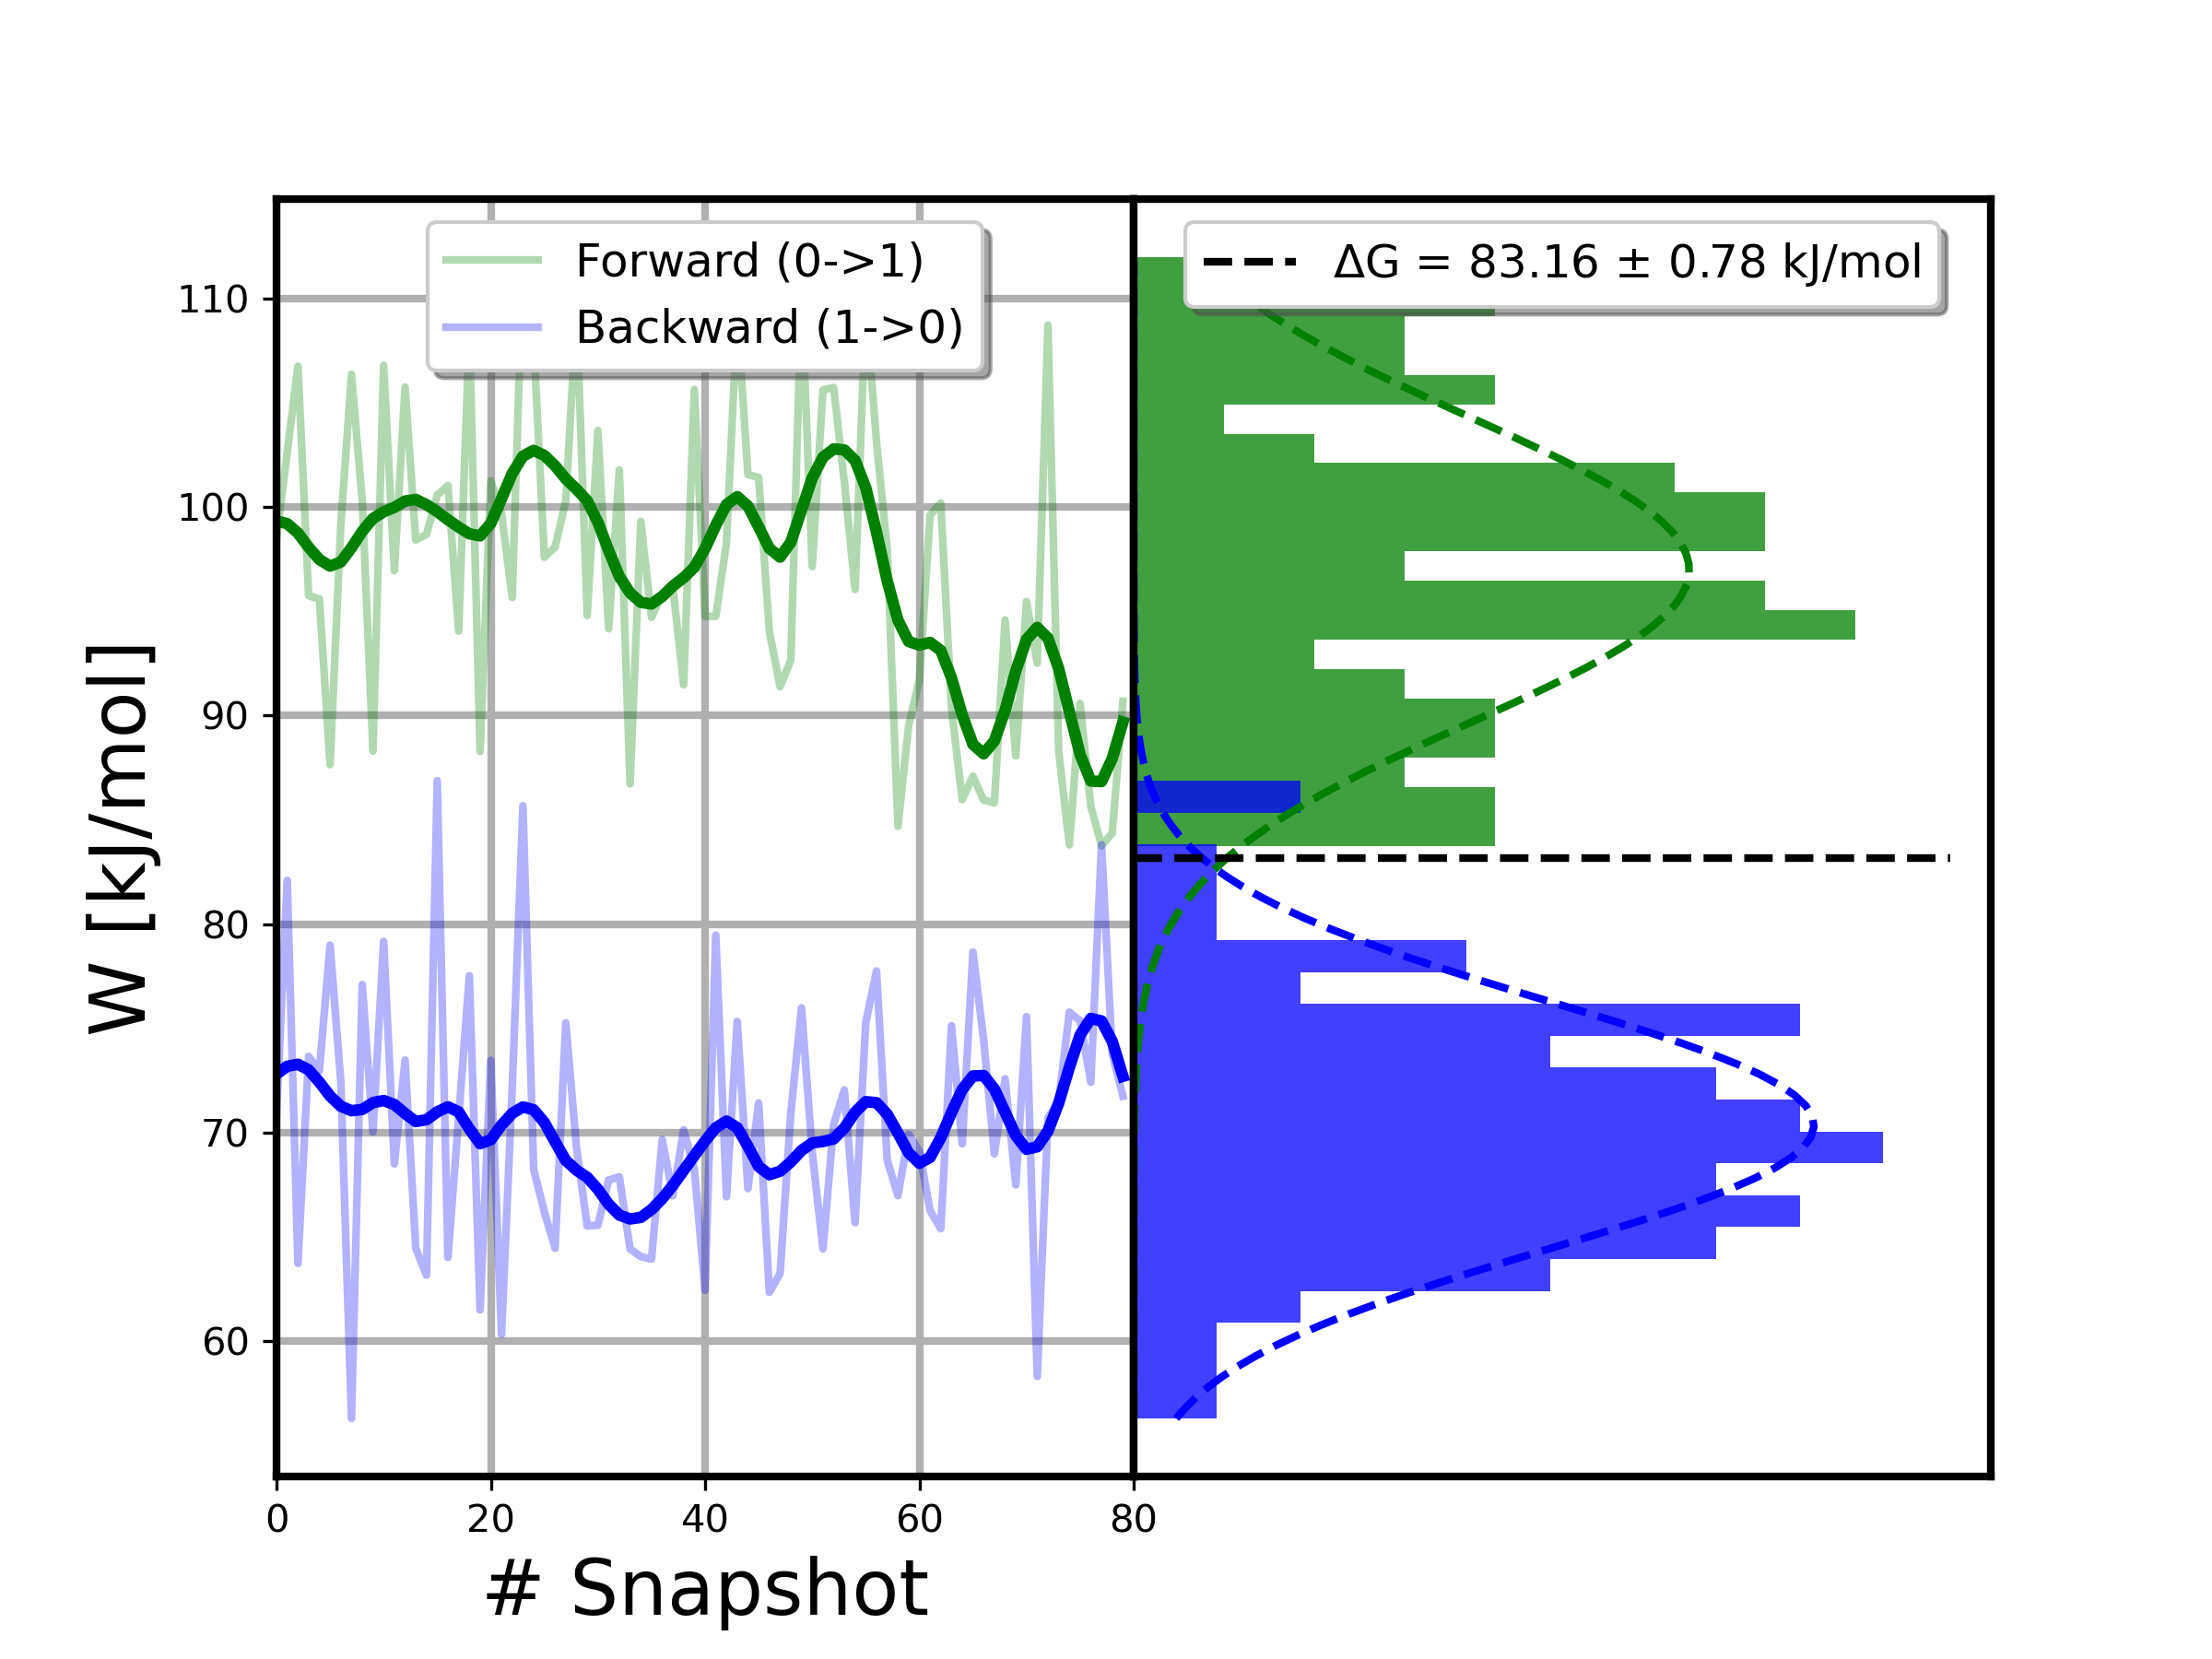 Forward (0->1)
Backward (1->0)
ΔG = 83.16 ± 0.78 kJ/mol
110
100
90
80
70
60
W [kJ/mol]
0 20 40 60 80
# Snapshot